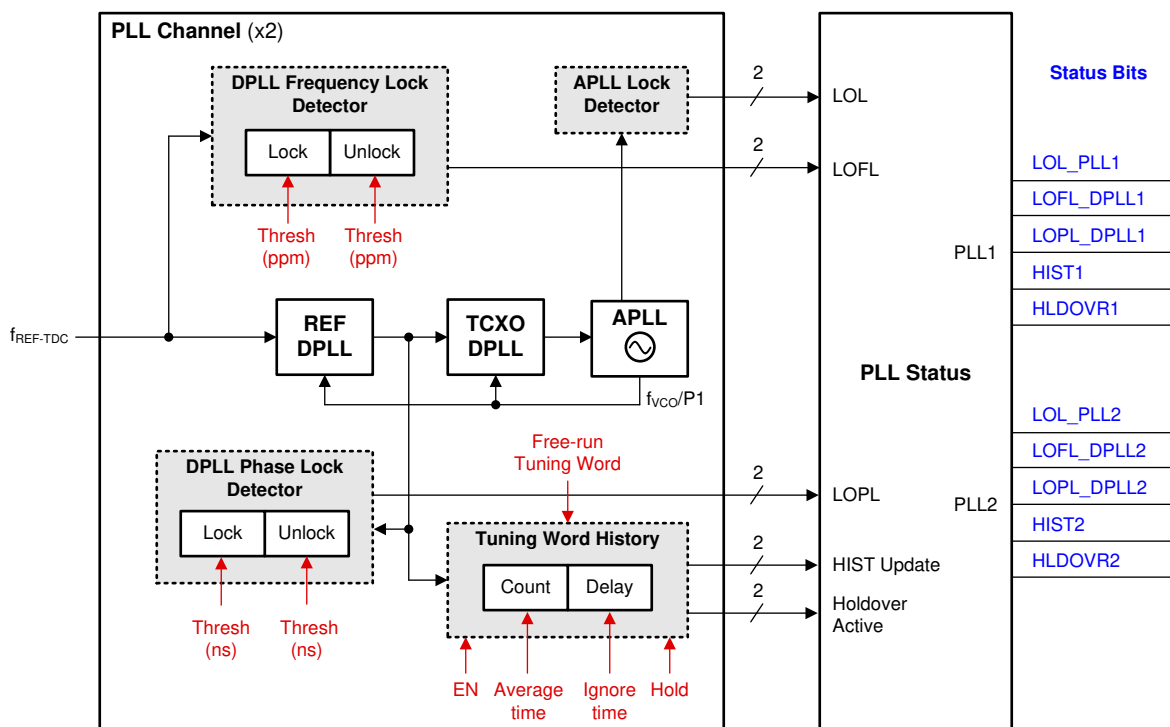 PLL Channel (x2)
DPLL Frequency Lock
Detector
Lock
Unlock
Thresh
(ppm)
Thresh
(ppm)
APLL Lock
Detector
2
2
LOL
LOFL
Status Bits
LOL_PLL1
LOFL_DPLL1
LOPL_DPLL1
HIST1
HLDOVR1
PLL1
fREF-TDC
REF
DPLL
TCXO
DPLL
APLL
fVCO/P1
PLL Status
Free-run
Tuning Word
DPLL Phase Lock
Detector
Lock
Unlock
Thresh
(ns)
Thresh
(ns)
Tuning Word History
Count
Delay
EN
Average
time
Ignore
time
Hold
2
2
2
LOPL
HIST Update
Holdover
Active
PLL2
LOL_PLL2
LOFL_DPLL2
LOPL_DPLL2
HIST2
HLDOVR2